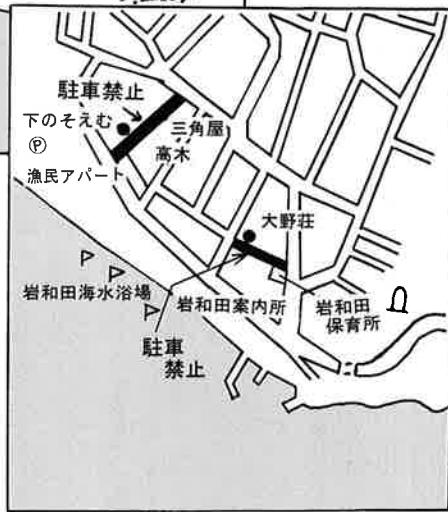 駐車禁止
下のそえむ
三角屋
Ⓟ
高木
漁民アパート
大野荘
岩和田海水浴場
岩和田案内所
岩和田
保育所
駐車
禁止